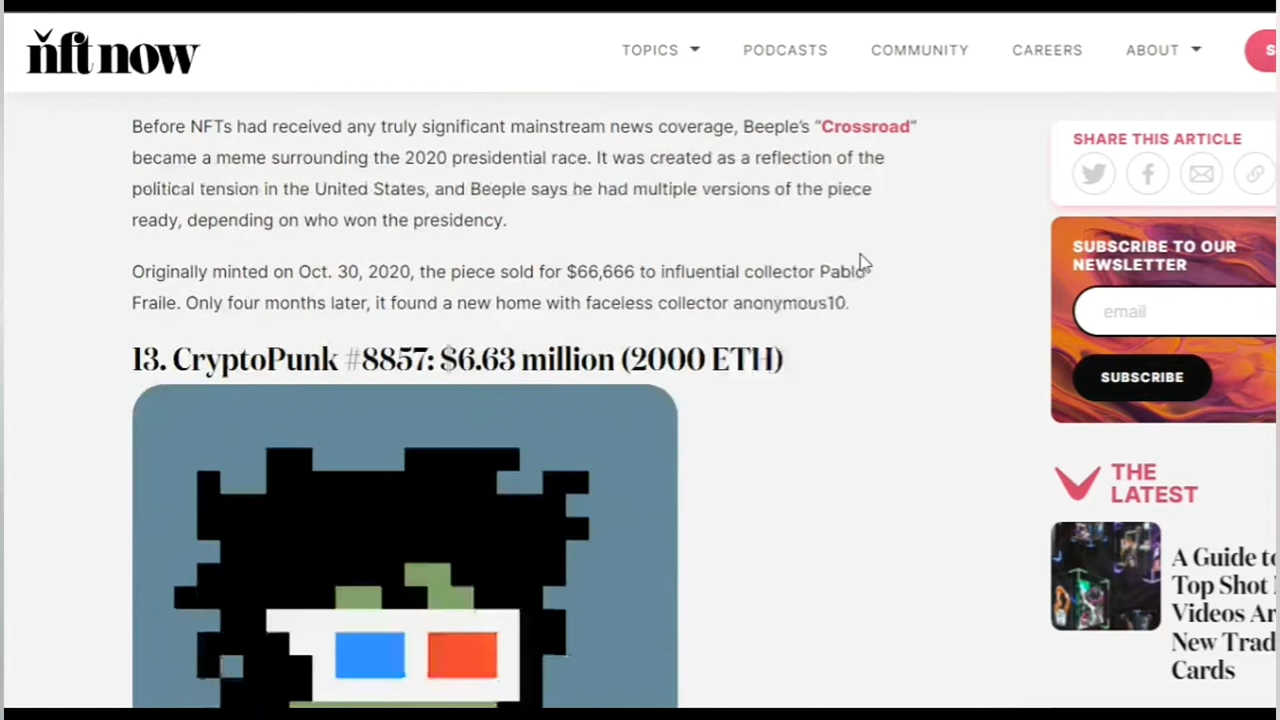 nft now
TOPICS
PODCASTS
COMMUNITY
CAREERS
ABOUT
S
Before NFTs had received any truly significant mainstream news coverage, Beeple's “Crossroad”
became a meme surrounding the 2020 presidential race. It was created as a reflection of the
political tension in the United States, and Beeple says he had multiple versions of the piece
ready, depending on who won the presidency.
Originally minted on Oct. 30, 2020, the piece sold for $66,666 to influential collector Pablo
Fraile. Only four months later, it found a new home with faceless collector anonymous10.
13. CryptoPunk #8857: $6.63 million (2000 ETH)
SHARE THIS ARTICLE
SUBSCRIBE TO OUR
NEWSLETTER
email
SUBSCRIBE
THE
LATEST
A Guide to
Top Shot
Videos Ar
New Trad
Cards